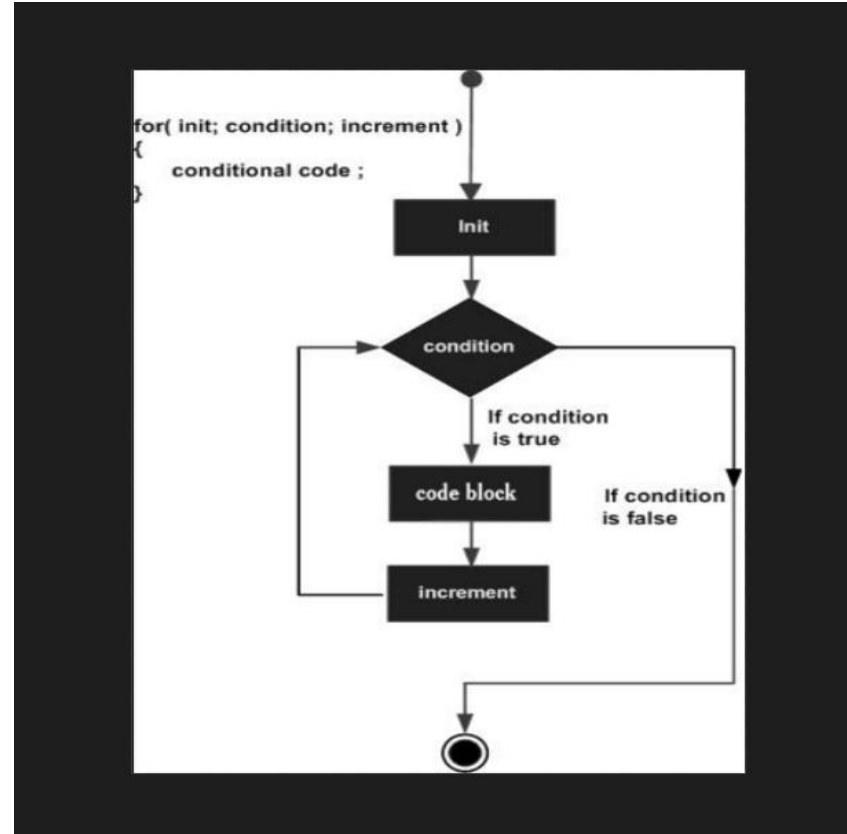 for( init; condition; increment )
{
conditional code ;
}
Init
condition
If condition
is true
code block
If condition
is false
increment